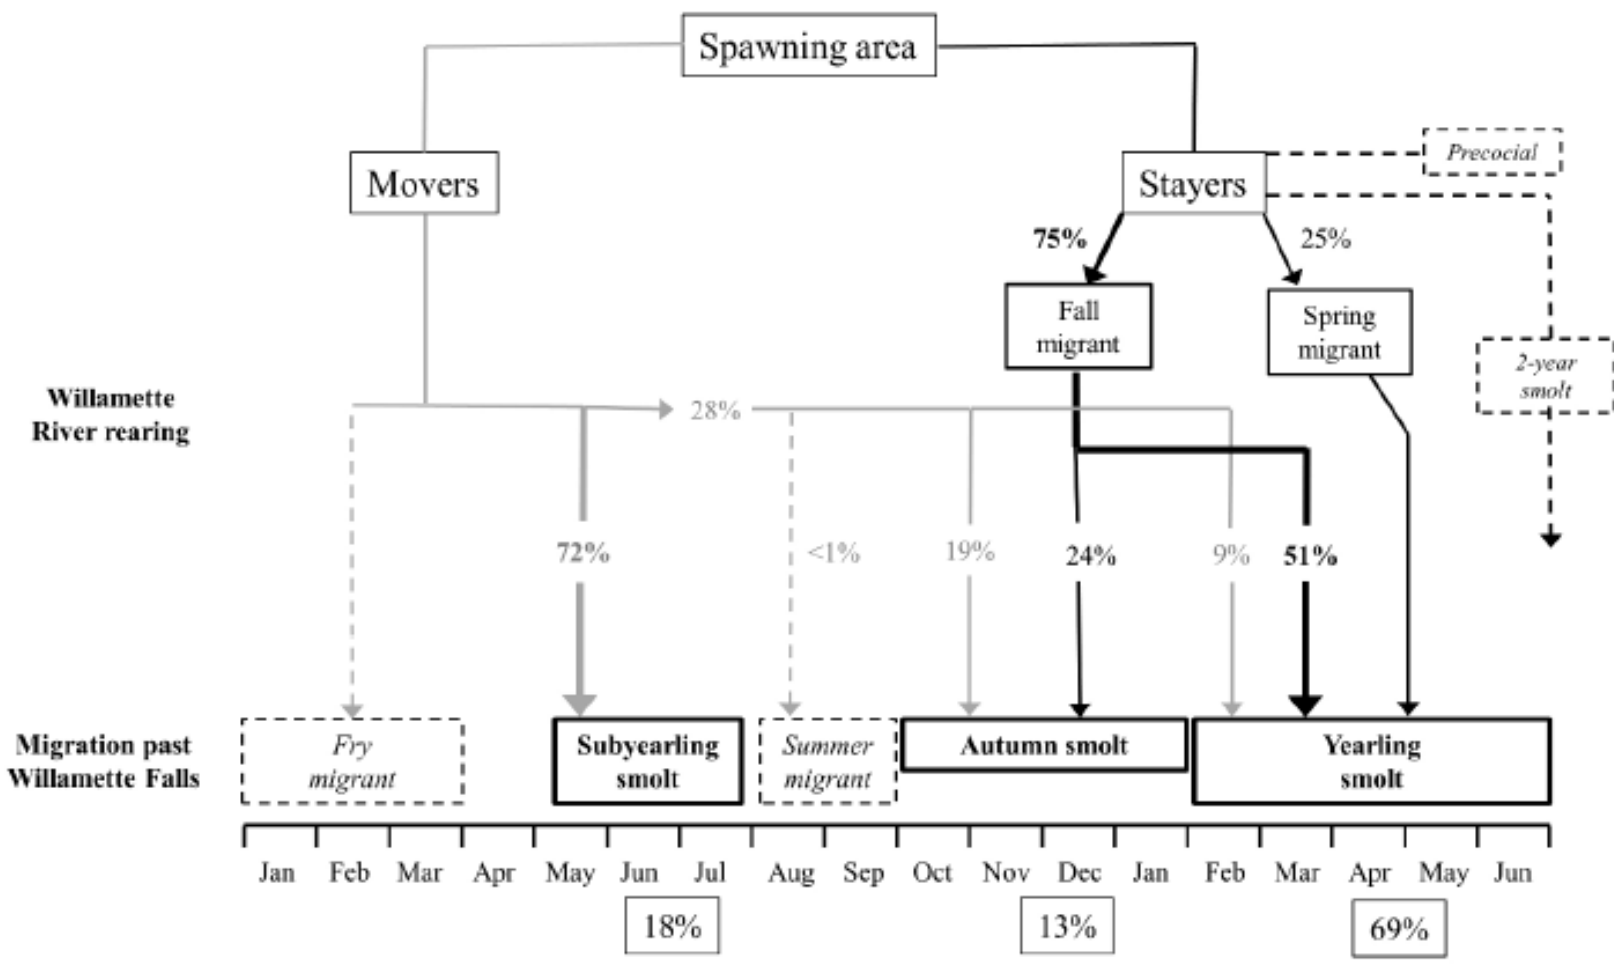 Spawning area
Movers
Stayers
Precocial
75%
25%
Fall
migrant
Spring
migrant
2-year
smolt
Willamette
River rearing
28%
72%
<1%
19%
24%
9%
51%
Migration past
Willamette Falls
Fry
migrant
Subyearling
smolt
Summer
migrant
Autumn smolt
Yearling
smolt
Jan Feb Mar Apr May Jun Jul Aug Sep Oct Nov Dec Jan Feb Mar Apr May Jun
18%
13%
69%